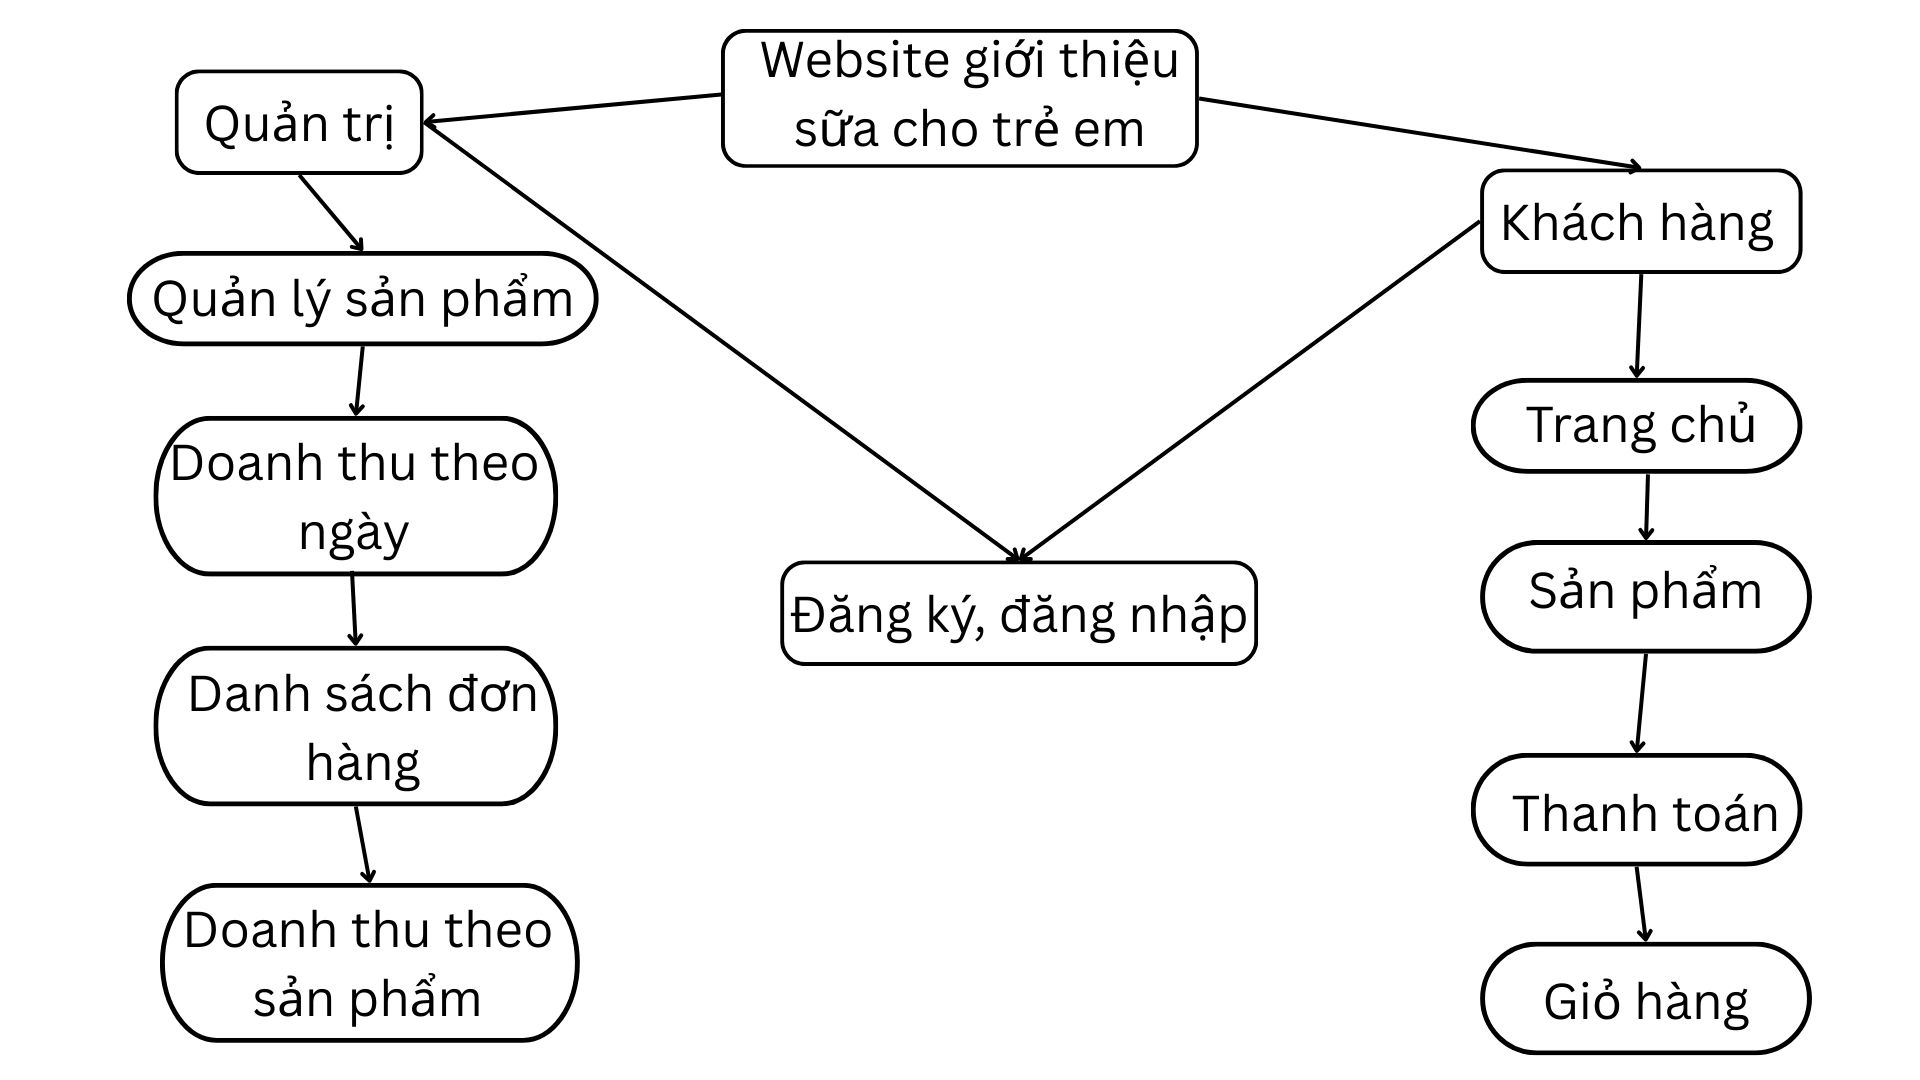 Website giới thiệu
sữa cho trẻ em
Quản trị
Khách hàng
Quản lý sản phẩm
Doanh thu theo
ngày
Danh sách đơn
hàng
Doanh thu theo
sản phẩm
Đăng ký, đăng nhập
Trang chủ
Sản phẩm
Thanh toán
Giỏ hàng